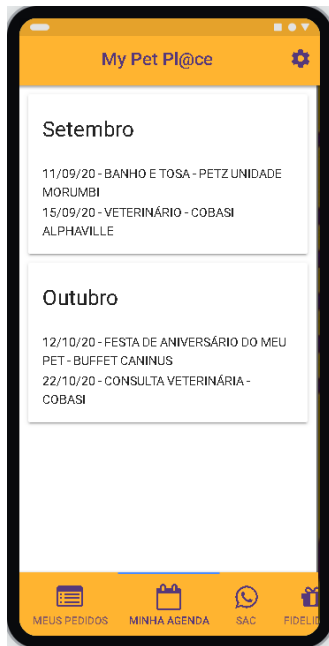 My Pet Pl@ce
Setembro
11/09/20 - BANHO E TOSA - PETZ UNIDADE
MORUMBI
15/09/20 - VETERINÁRIO - COBASI
ALPHAVILLE
Outubro
12/10/20 - FESTA DE ANIVERSÁRIO DO MEU
PET - BUFFET CANINUS
22/10/20 - CONSULTA VETERINÁRIA -
COBASI
MEUS PEDIDOS MINHA AGENDA SAC FIDELID